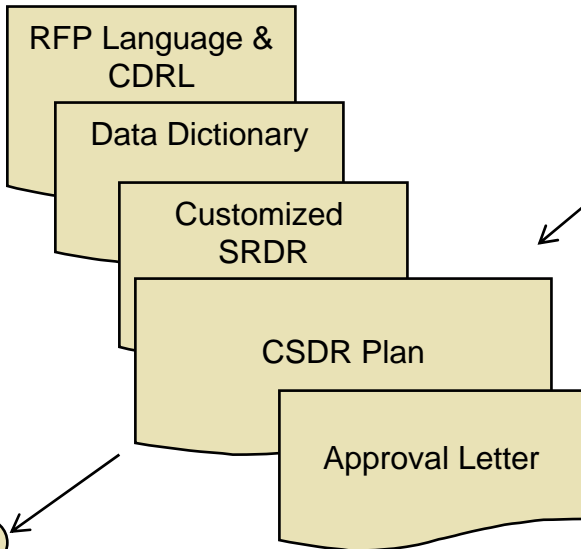 RFP Language &
CDRL
Data Dictionary
Customized
SRDR
CSDR Plan
Approval Letter